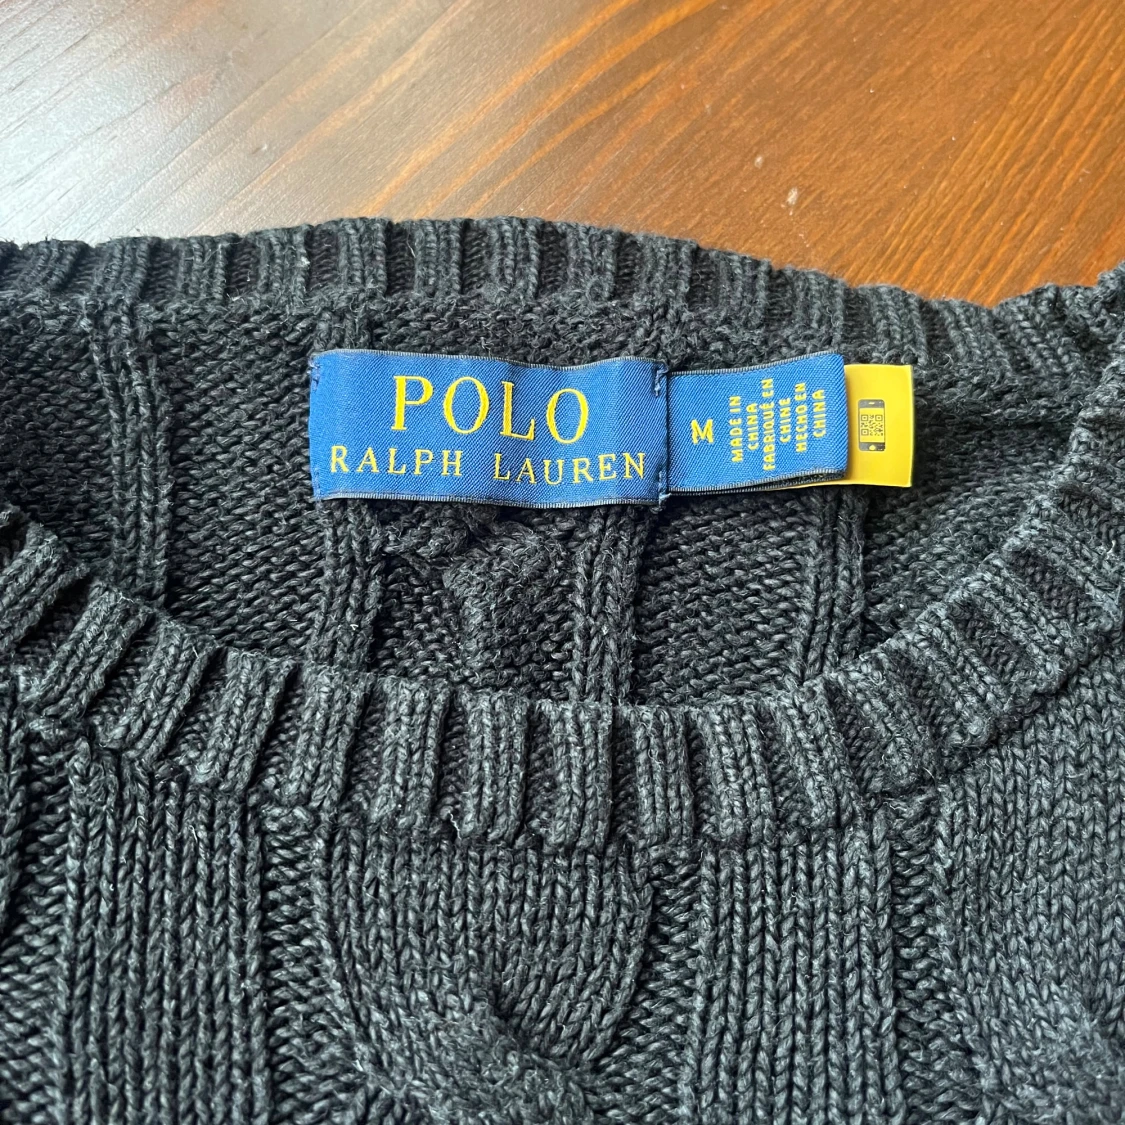 POLO
RALPH LAUREN
M
MADE IN
CHINA
FABRIQUÉ EN
CHINE
HECHO EN
CHINA